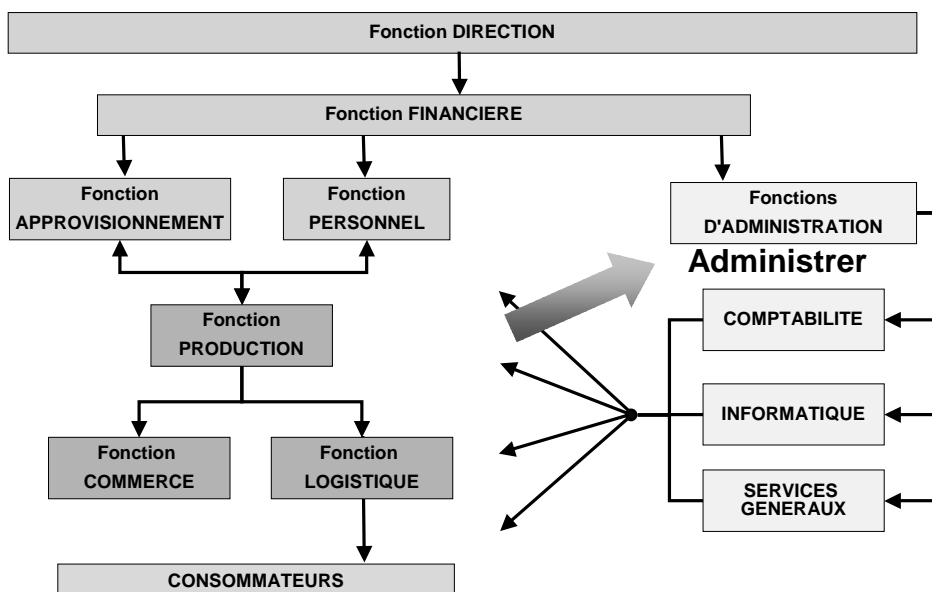 Fonction DIRECTION
Fonction FINANCIERE
Fonction
APPROVISIONNEMENT
Fonction
PERSONNEL
Fonctions
D'ADMINISTRATION
Administrer
Fonction
PRODUCTION
COMPTABILITE
INFORMATIQUE
Fonction
COMMERCE
Fonction
LOGISTIQUE
SERVICES
GENERAUX
CONSOMMATEURS